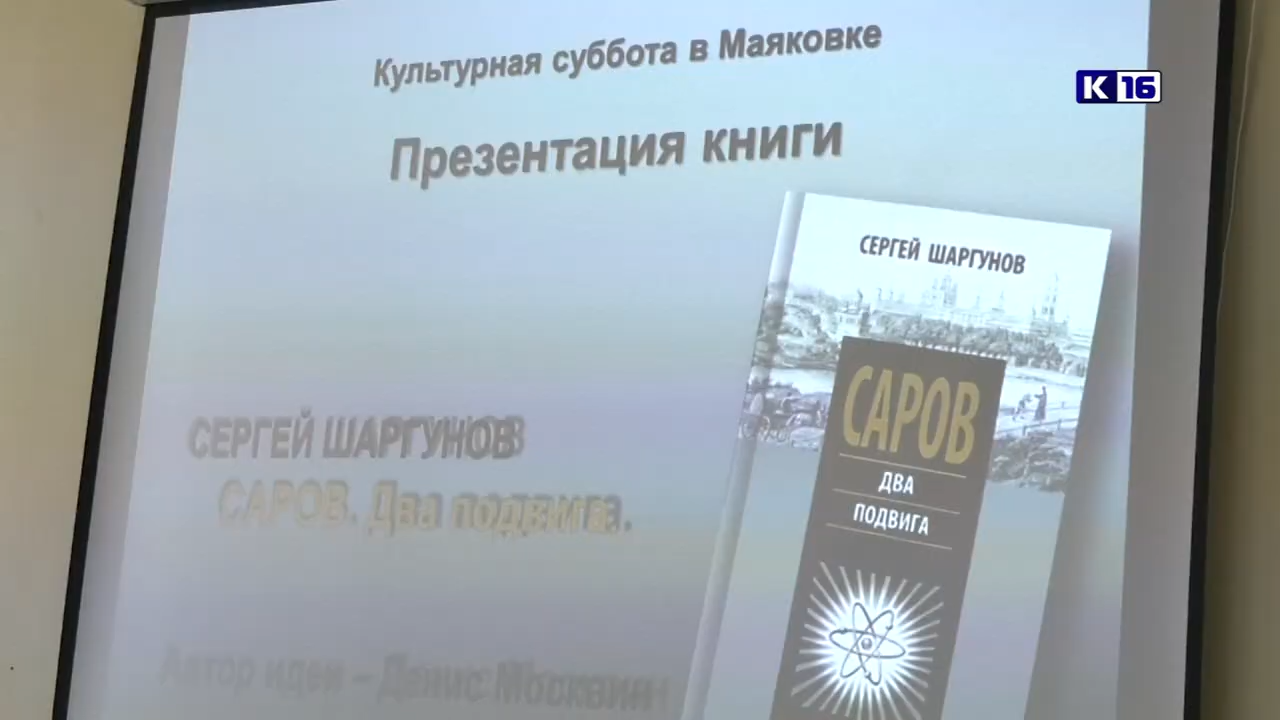 Культурная суббота в Маяковке
К 16
Презентация книги
СЕРГЕЙ ШАРГУНОВ
САРОВ
ДВА
ПОДВИГА
СЕРГЕЙ ШАРГУНОВ
САРОВ. Два подвига.
Автор идеи – Денис Москвин